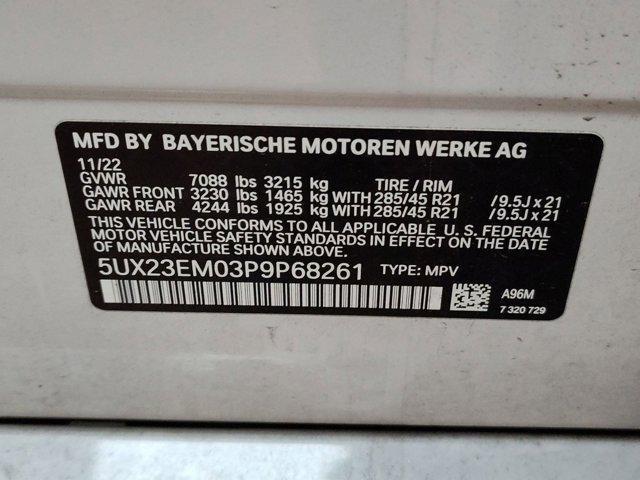 MFD BY BAYERISCHE MOTOREN WERKE AG
11/22
GVWR 7088 lbs 3215 kg TIRE / RIM
GAWR FRONT 3230 lbs 1465 kg WITH 285/45 R21 /9.5J x 21
GAWR REAR 4244 lbs 1925 kg WITH 285/45 R21 /9.5J x 21
THIS VEHICLE CONFORMS TO ALL APPLICABLE U. S. FEDERAL
MOTOR VEHICLE SAFETY STANDARDS IN EFFECT ON THE
DATE OF MANUFACTURE SHOWN ABOVE.
5UX23EM03P9P68261 TYPE: MPV
A96M
7 320 729